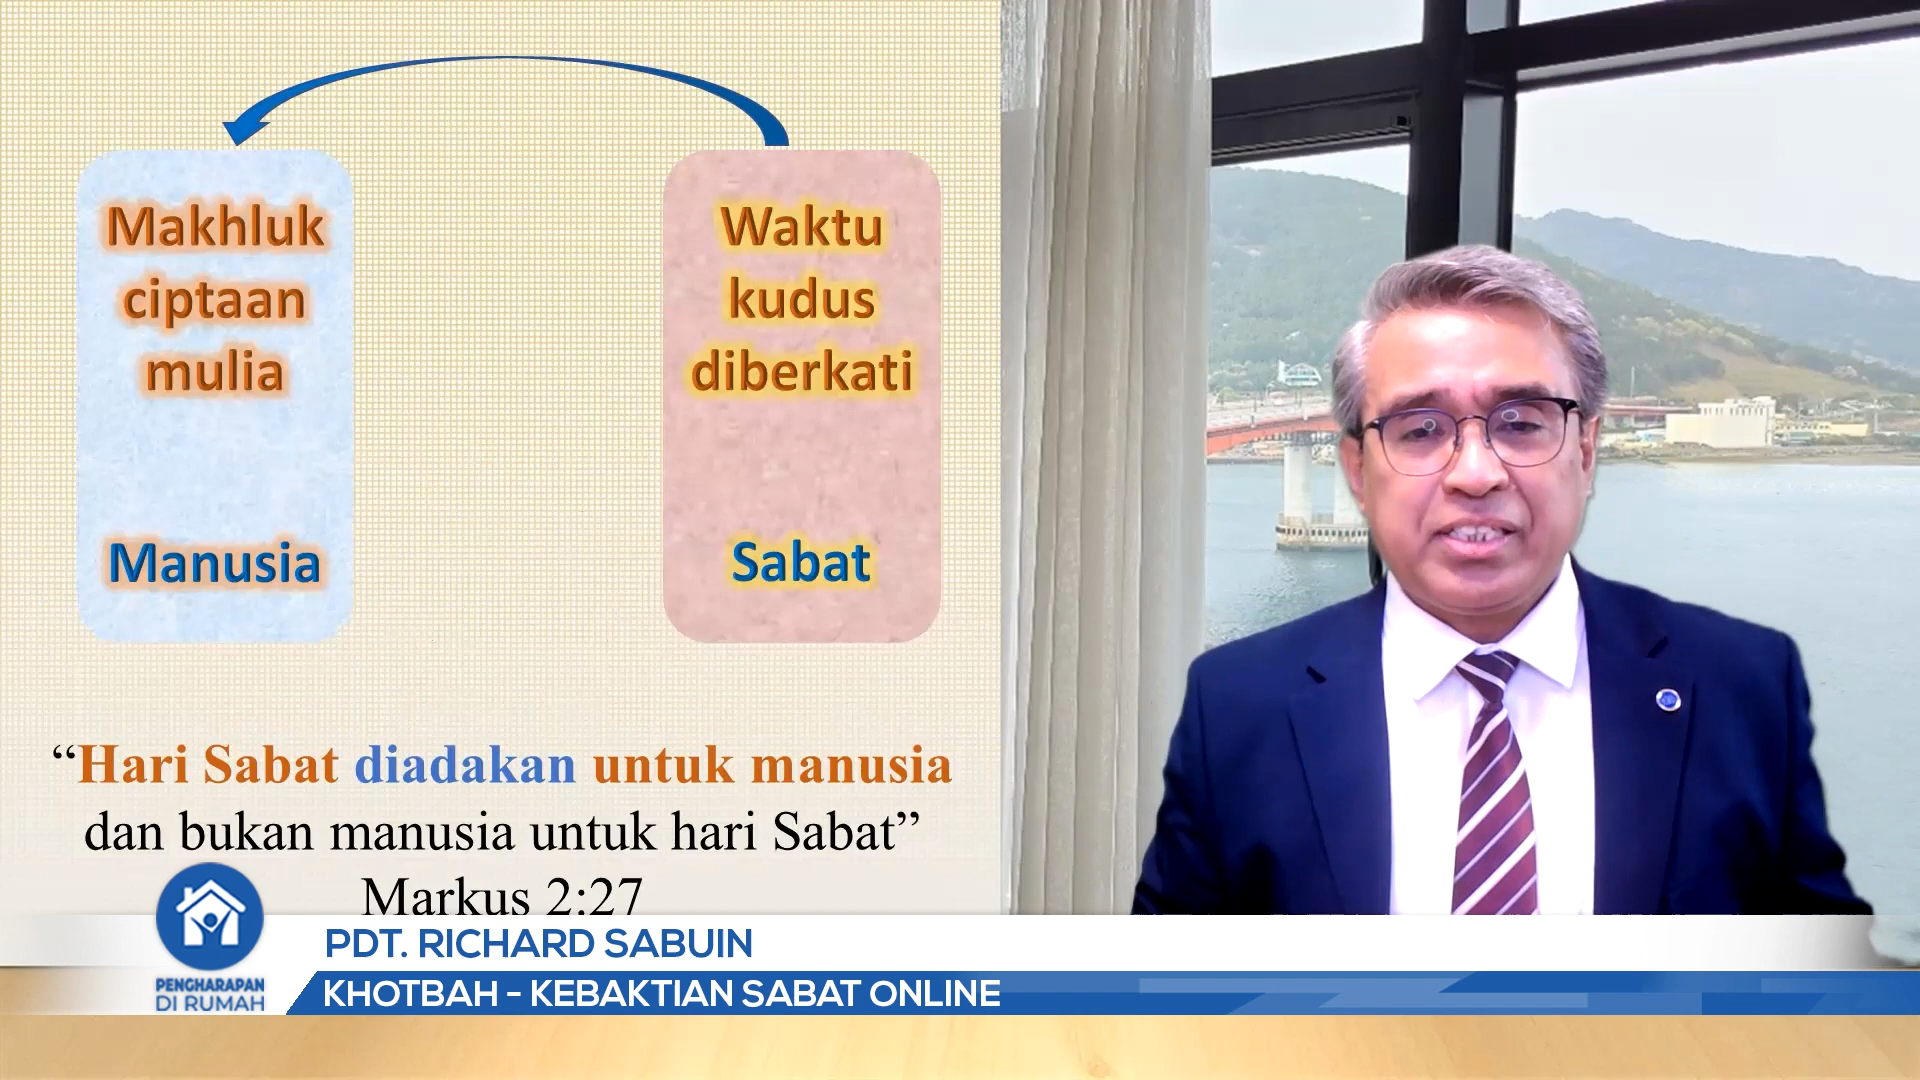 Makhluk
ciptaan
mulia
Manusia
Waktu
kudus
diberkati
Sabat
“Hari Sabat diadakan untuk manusia
dan bukan manusia untuk hari Sabat”
Markus 2:27
PDT. RICHARD SABUIN
KHOTBAH - KEBAKTIAN SABAT ONLINE
PENGHARAPAN
DI RUMAH